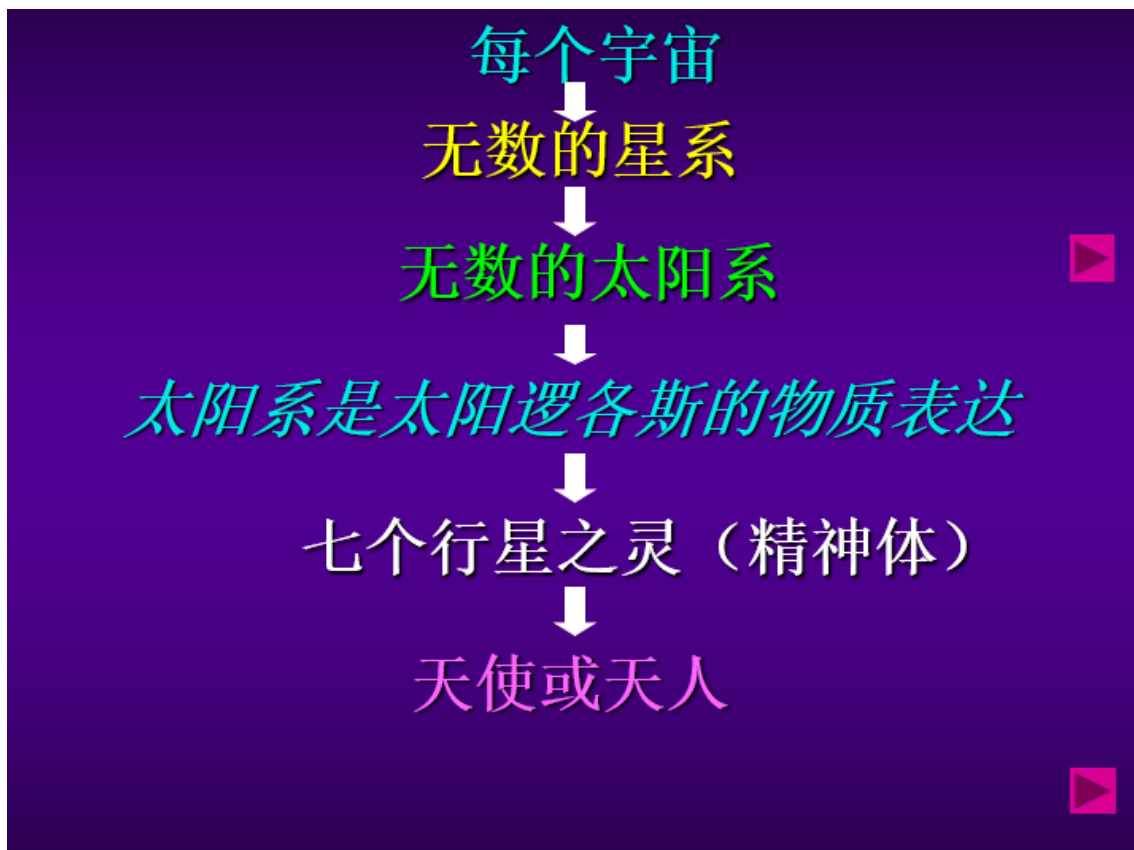 每个宇宙
无数的星系
无数的太阳系
太阳系是太阳逻各斯的物质表达
七个行星之灵（精神体）
天使或天人